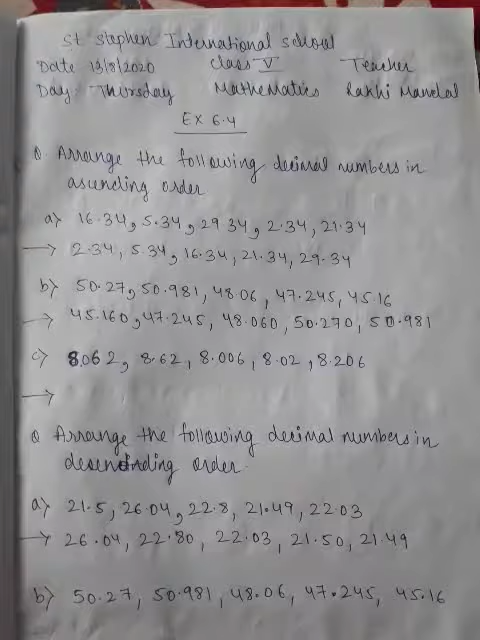 St Stephen International School
Date 13/8/2020 class V Teacher
Day: Thursday Mathematics Rakhi Mandal
EX 6.4
Q. Arrange the following decimal numbers in
ascending order
a) 16.34, 5.34, 29 34, 2.34, 21.34
→ 2.34, 5.34, 16.34, 21.34, 29.34
b) 50.27, 50.981, 48.06, 47.245, 45.16
→ 45.160, 47.245, 48.060, 50.270, 50.981
c) 8.062, 8.62, 8.006, 8.02, 8.206
→
Q Arrange the following decimal numbers in
order.
a) 21.5, 26.04, 22.8, 21.49, 22.03
→ 26.04, 22.80, 22.03, 21.50, 21.49
b) 50.27, 50.981, 48.06, 47.245, 45.16